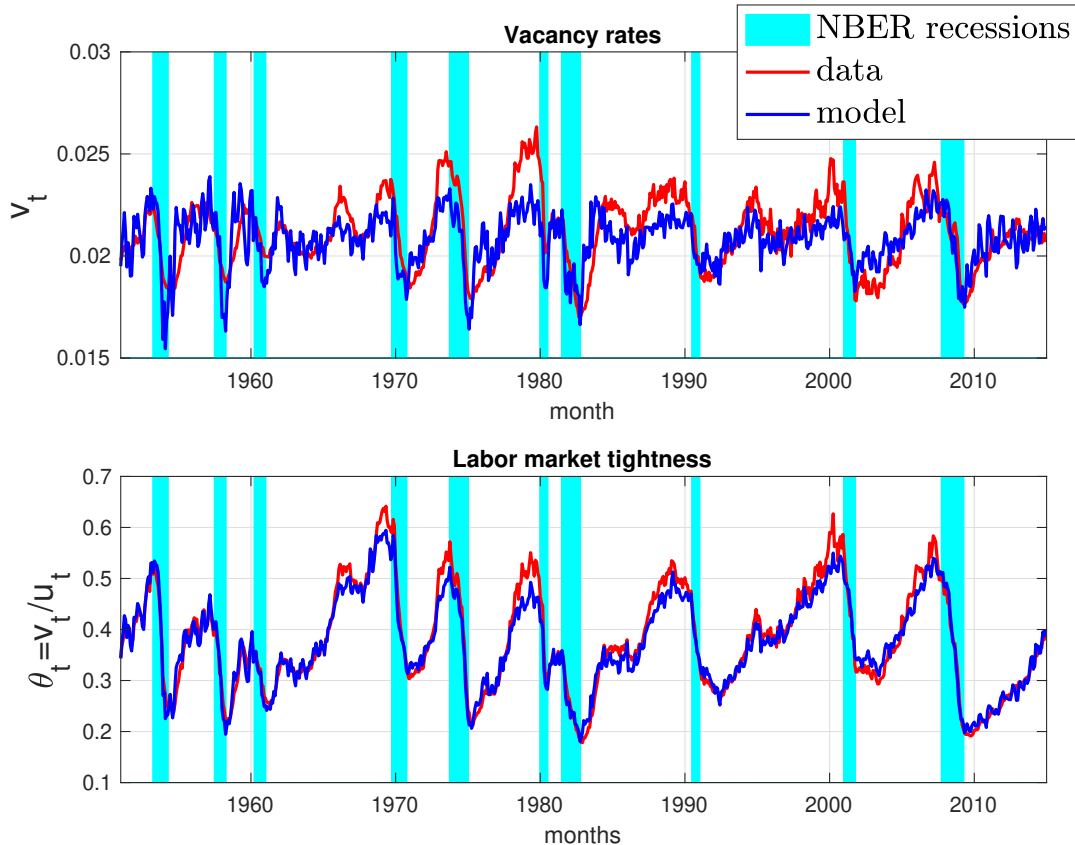 Vacancy rates
NBER recessions
data
model
0.03
0.025
0.02
0.015
v_t
1960
1970
1980
1990
2000
2010
month
Labor market tightness
0.7
0.6
0.5
0.4
0.3
0.2
0.1
θ_t=v_t/u_t
1960
1970
1980
1990
2000
2010
months